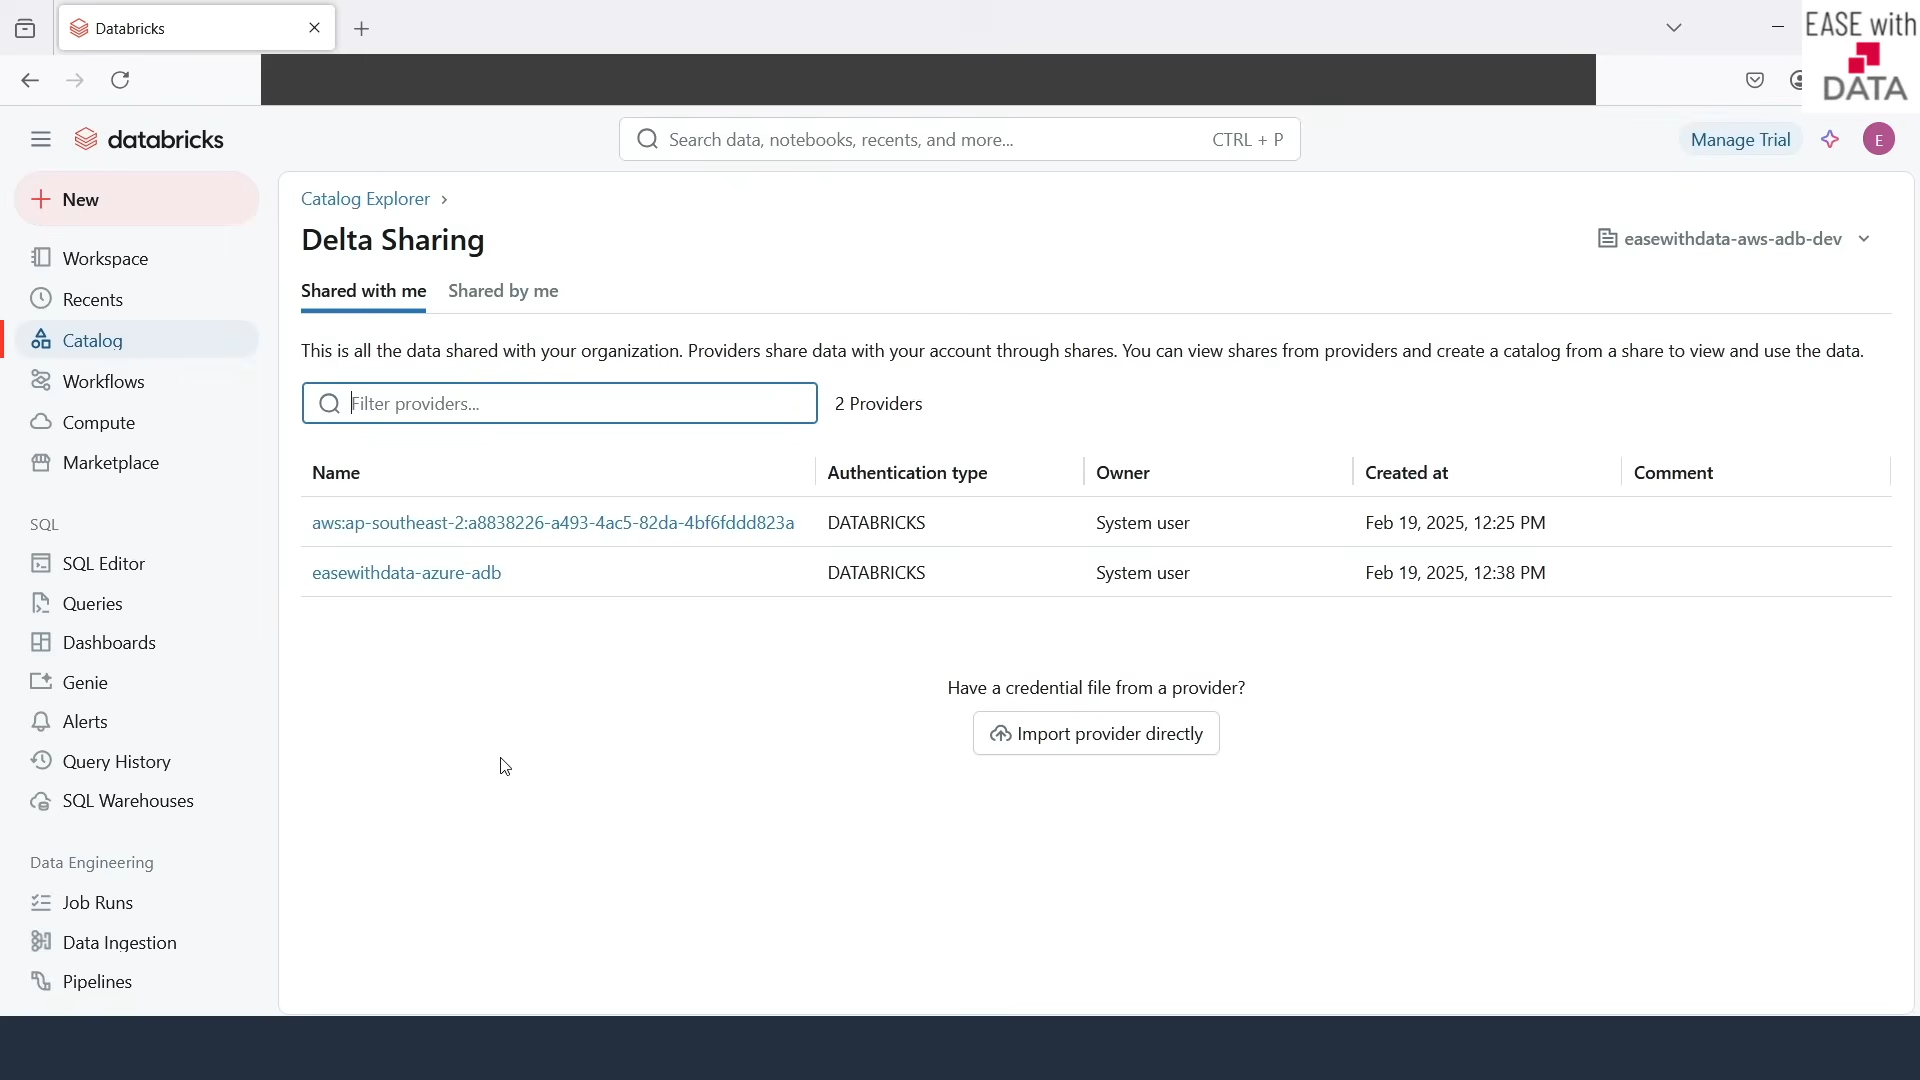 Databricks
EASE with
DATA
databricks
Search data, notebooks, recents, and more...
CTRL + P
Manage Trial
E
New
Workspace
Recents
Catalog
Workflows
Compute
Marketplace
SQL
SQL Editor
Queries
Dashboards
Genie
Alerts
Query History
SQL Warehouses
Data Engineering
Job Runs
Data Ingestion
Pipelines
Catalog Explorer
Delta Sharing
easewithdata-aws-adb-dev
Shared with me
Shared by me
This is all the data shared with your organization. Providers share data with your account through shares. You can view shares from providers and create a catalog from a share to view and use the data.
Filter providers...
2 Providers
Name Authentication type Owner Created at Comment
aws:ap-southeast-2:a8838226-a493-4ac5-82da-4bf6fddd823a DATABRICKS System user Feb 19, 2025, 12:25 PM
easewithdata-azure-adb DATABRICKS System user Feb 19, 2025, 12:38 PM
Have a credential file from a provider?
Import provider directly